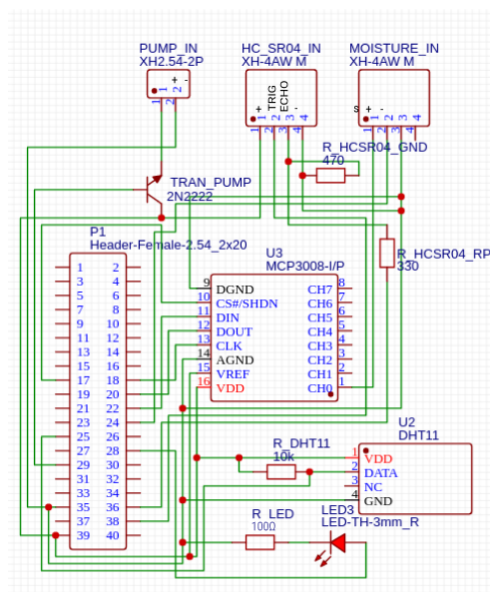 PUMP_IN
XH2.54-2P
+ -
1 2
HC_SR04_IN
XH-4AW M
+ TRIG ECHO -
1 2 3 4
MOISTURE_IN
XH-4AW M
s + -
1 2 3 4
R_HCSR04_GND
470
TRAN_PUMP
2N2222
P1
Header-Female-2.54_2x20
1 2
3 4
5 6
7 8
9 10
11 12
13 14
15 16
17 18
19 20
21 22
23 24
25 26
27 28
29 30
31 32
33 34
35 36
37 38
39 40
U3
MCP3008-I/P
9 DGND CH7 8
10 CS#/SHDN CH6 7
11 DIN CH5 6
12 DOUT CH4 5
13 CLK CH3 4
14 AGND CH2 3
15 VREF CH1 2
16 VDD CH0 1
R_HCSR04_RP
330
U2
DHT11
1 VDD
2 DATA
3 NC
4 GND
R_DHT11
10k
R_LED
100Ω
LED3
LED-TH-3mm_R